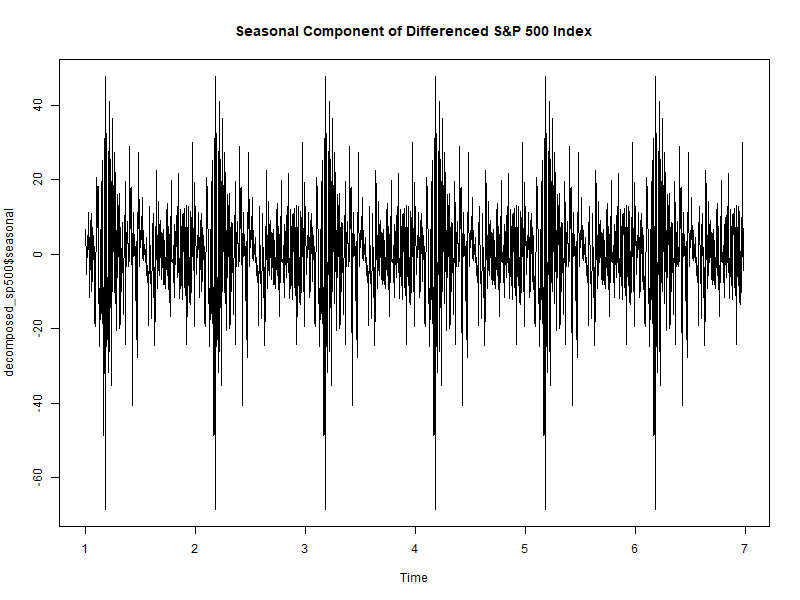 Seasonal Component of Differenced S&P 500 Index
decomposed_sp500$seasonal
40
20
0
-20
-40
-60
1 2 3 4 5 6 7
Time